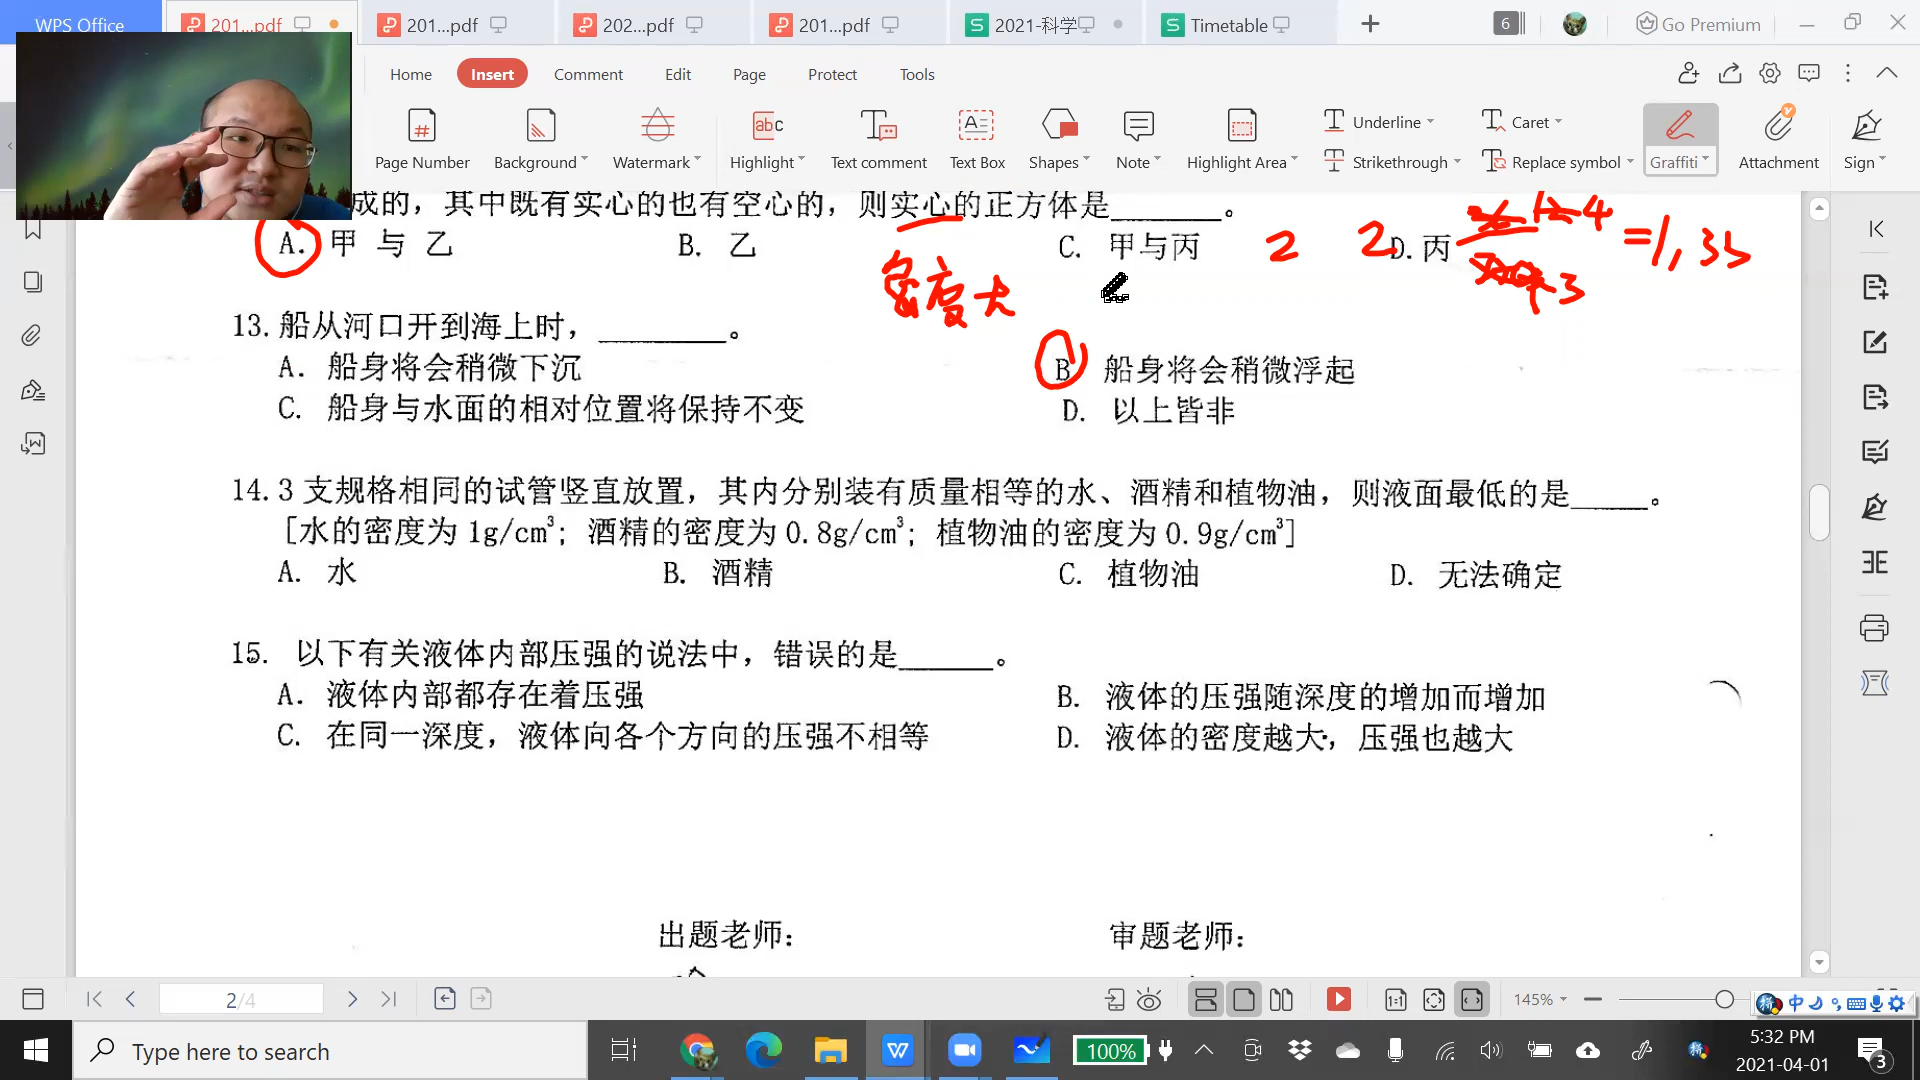 WPS Office
201...pdf
201...pdf
202...pdf
201...pdf
2021-科学
Timetable
6
Go Premium
Home
Insert
Comment
Edit
Page
Protect
Tools
Page Number
Background
Watermark
Highlight
Text comment
Text Box
Shapes
Note
Highlight Area
Underline
Strikethrough
Caret
Replace symbol
Graffiti
Attachment
Sign
成的，其中既有实心的也有空心的，则实心的正方体是______。
A. 甲 与 乙
B. 乙
C. 甲与丙
2
2
D. 丙
12 4
3
=1,33
密度大
13. 船从河口开到海上时，________。
A. 船身将会稍微下沉
B 船身将会稍微浮起
C. 船身与水面的相对位置将保持不变
D. 以上皆非
14. 3 支规格相同的试管竖直放置，其内分别装有质量相等的水、酒精和植物油，则液面最低的是_____。
[水的密度为 1g/cm³；酒精的密度为 0.8g/cm³；植物油的密度为 0.9g/cm³]
A. 水
B. 酒精
C. 植物油
D. 无法确定
15. 以下有关液体内部压强的说法中，错误的是______。
A. 液体内部都存在着压强
B. 液体的压强随深度的增加而增加
C. 在同一深度，液体向各个方向的压强不相等
D. 液体的密度越大，压强也越大
出题老师：
审题老师：
2/4
145%
中
Type here to search
100%
5:32 PM
2021-04-01
3